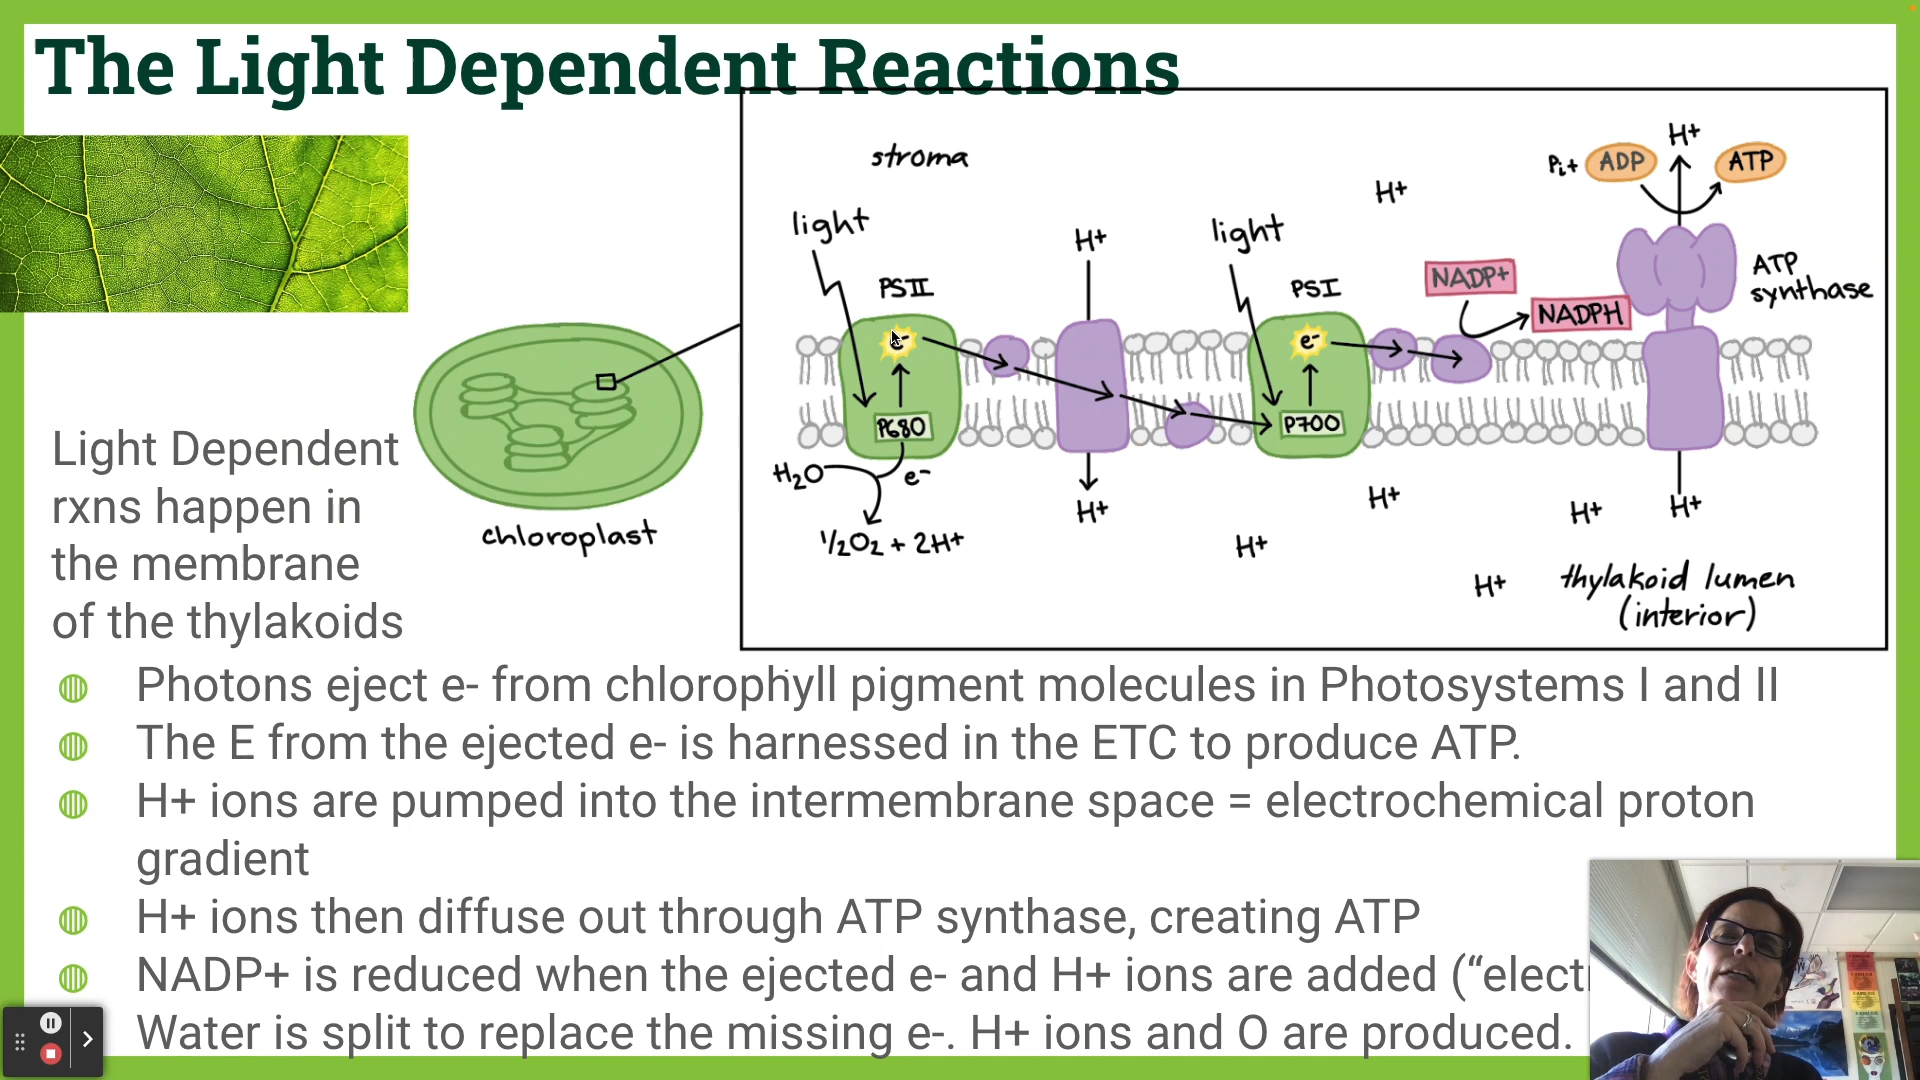 The Light Dependent Reactions
stroma
light
H+
light
H+
Pi+ ADP
H+
ATP
PSII
PSI
NADP+
NADPH
ATP
synthase
e-
e-
P680
P700
H2O
e-
1/2O2 + 2H+
H+
H+
H+
H+
H+
H+
thylakoid lumen
(interior)
chloroplast
Light Dependent
rxns happen in
the membrane
of the thylakoids
Photons eject e- from chlorophyll pigment molecules in Photosystems I and II
The E from the ejected e- is harnessed in the ETC to produce ATP.
H+ ions are pumped into the intermembrane space = electrochemical proton
gradient
H+ ions then diffuse out through ATP synthase, creating ATP
NADP+ is reduced when the ejected e- and H+ ions are added (“elect
Water is split to replace the missing e-. H+ ions and O are produced.